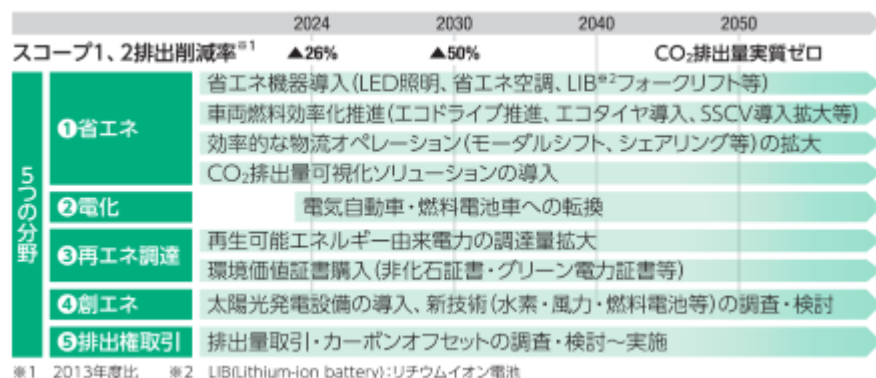 2024 2030 2040 2050
スコープ1、2排出削減率※1 ▲26% ▲50% CO₂排出量実質ゼロ
5つの分野
❶省エネ
省エネ機器導入(LED照明、省エネ空調、LIB※2フォークリフト等)
車両燃料効率化推進(エコドライブ推進、エコタイヤ導入、SSCV導入拡大等)
効率的な物流オペレーション(モーダルシフト、シェアリング等)の拡大
CO₂排出量可視化ソリューションの導入
❷電化
電気自動車・燃料電池車への転換
❸再エネ調達
再生可能エネルギー由来電力の調達量拡大
環境価値証書購入(非化石証書・グリーン電力証書等)
❹創エネ
太陽光発電設備の導入、新技術(水素・風力・燃料電池等)の調査・検討
❺排出権取引
排出量取引・カーボンオフセットの調査・検討～実施
※1 2013年度比 ※2 LIB(Lithium-ion battery):リチウムイオン電池